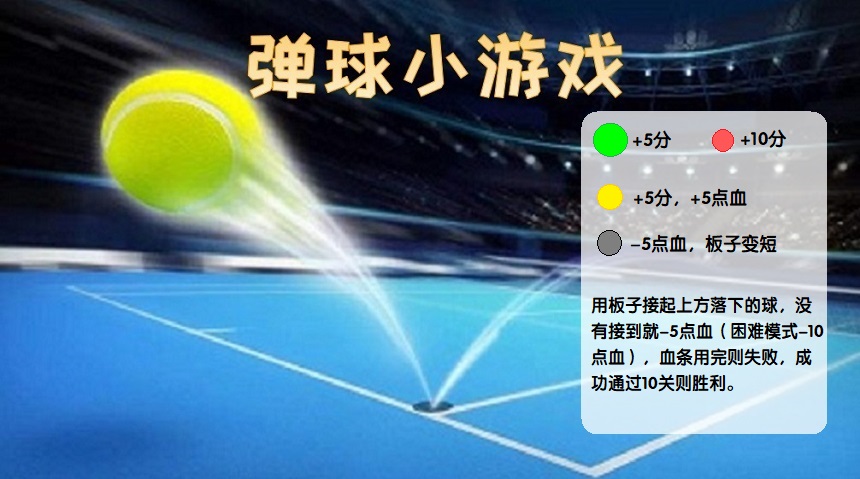 弹球小游戏
+5分 +10分
+5分，+5点血
-5点血，板子变短
用板子接起上方落下的球，没
有接到就-5点血（困难模式-10
点血），血条用完则失败，成
功通过10关则胜利。